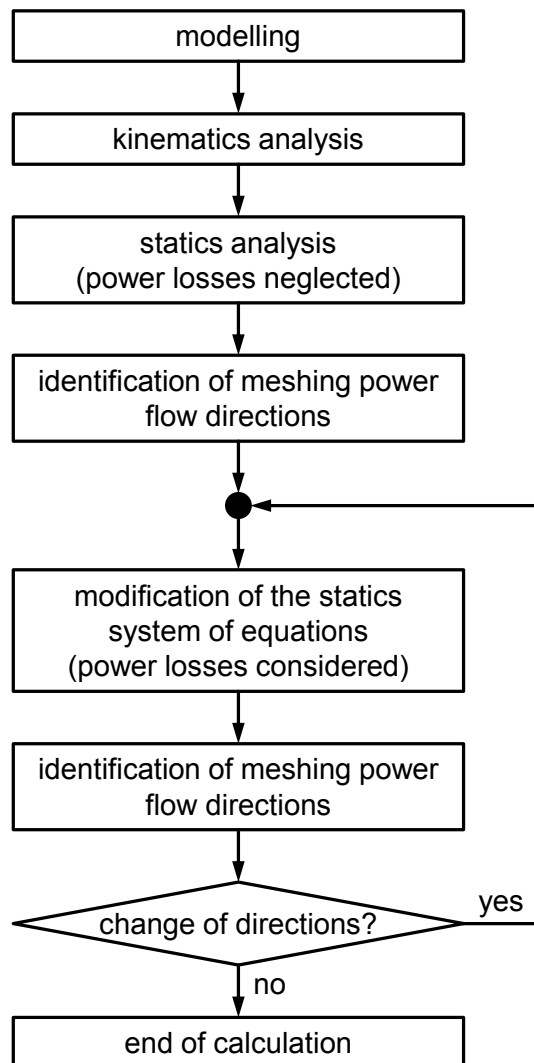 modelling
kinematics analysis
statics analysis
(power losses neglected)
identification of meshing power
flow directions
modification of the statics
system of equations
(power losses considered)
identification of meshing power
flow directions
change of directions?
yes
no
end of calculation